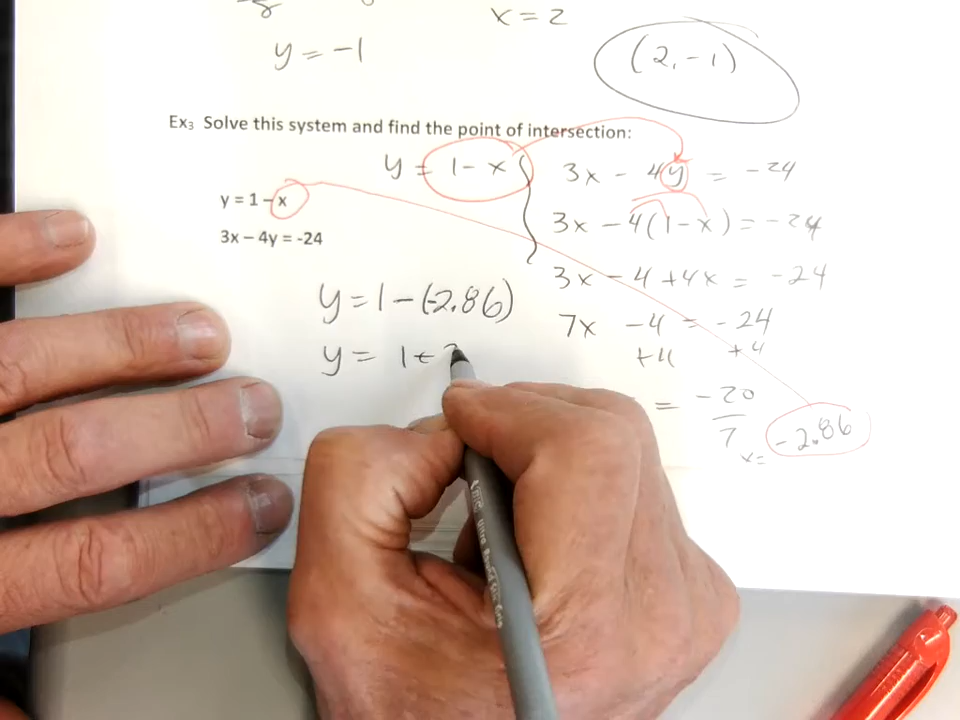 x = 2
y = -1
(2, -1)
Ex3 Solve this system and find the point of intersection:
y = 1 - x
y = 1 - x
3x – 4y = -24
3x - 4y = -24
3x - 4(1-x) = -24
3x - 4 + 4x = -24
7x - 4 = -24
+4 +4
= -20
7
x= -2.86
y = 1 - (-2.86)
y = 1 +
BIC